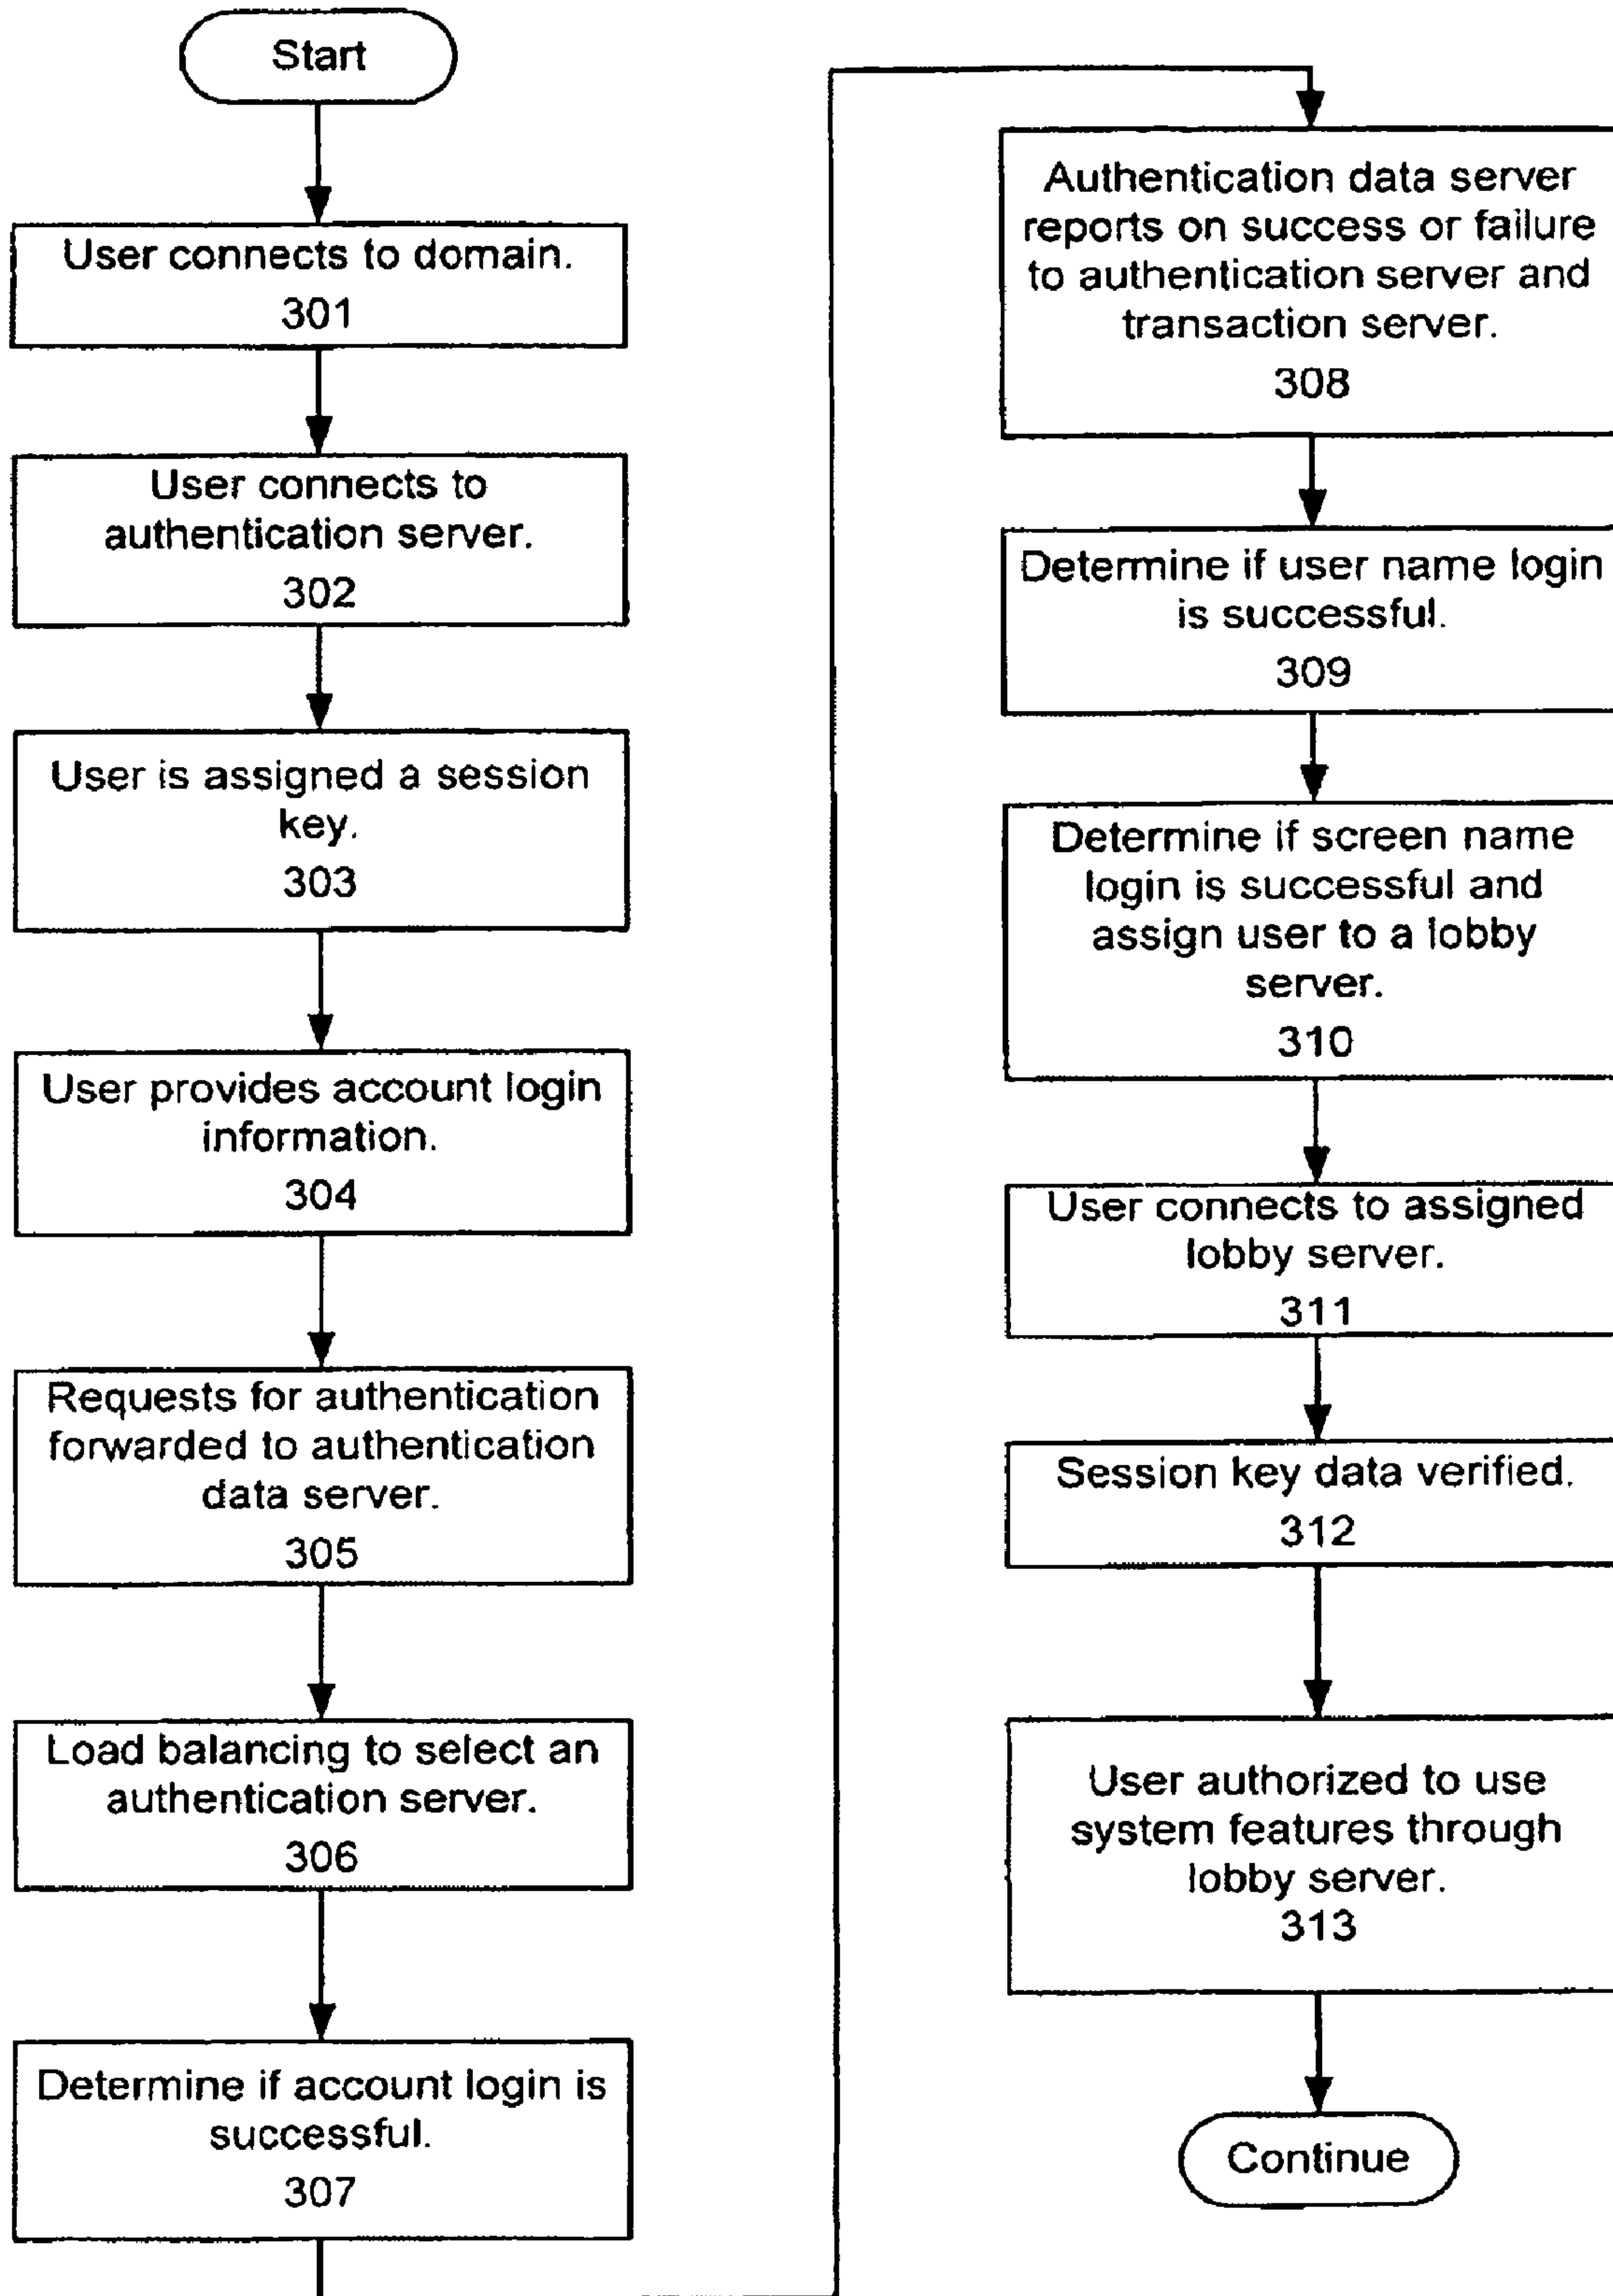 Start
User connects to domain.
301
User connects to
authentication server.
302
User is assigned a session
key.
303
User provides account login
information.
304
Requests for authentication
forwarded to authentication
data server.
305
Load balancing to select an
authentication server.
306
Determine if account login is
successful.
307
Authentication data server
reports on success or failure
to authentication server and
transaction server.
308
Determine if user name login
is successful.
309
Determine if screen name
login is successful and
assign user to a lobby
server.
310
User connects to assigned
lobby server.
311
Session key data verified.
312
User authorized to use
system features through
lobby server.
313
Continue